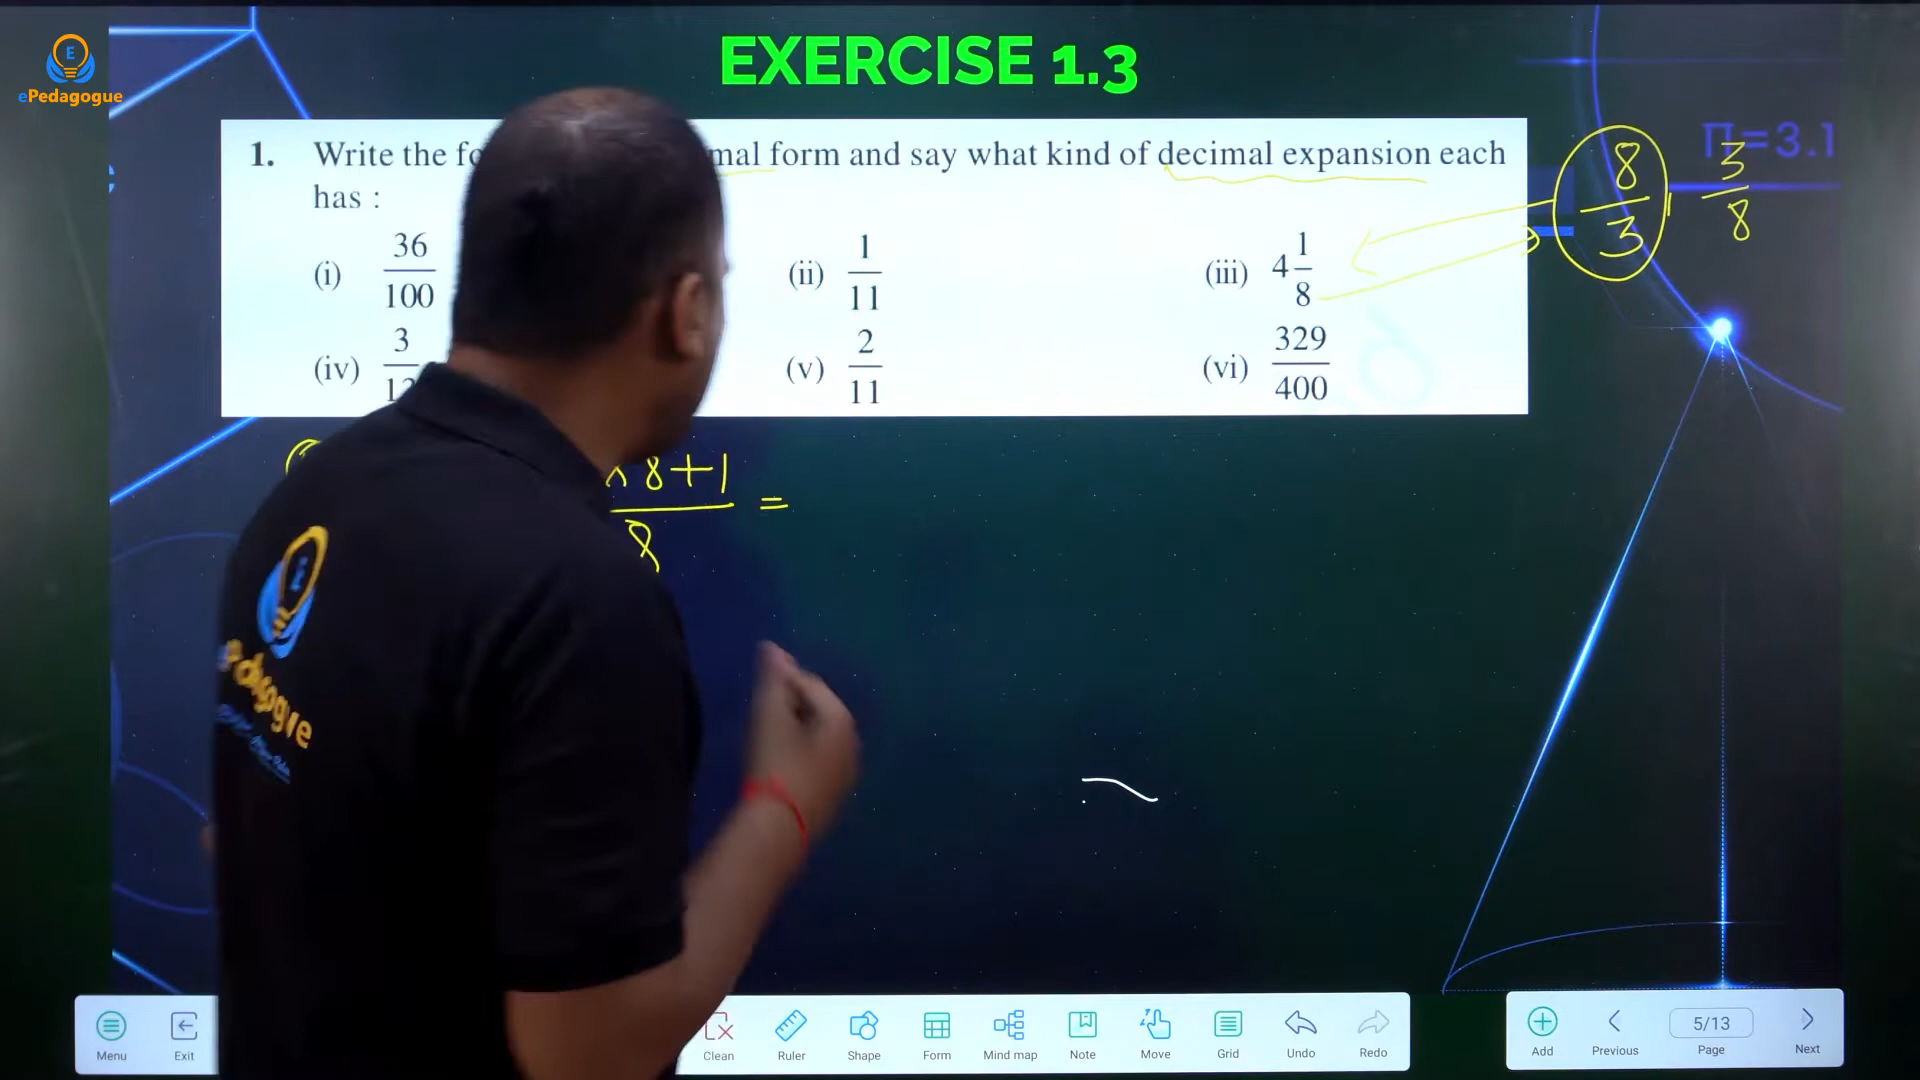 E
ePedagogue
EXERCISE 1.3
1. Write the fo mal form and say what kind of decimal expansion each
has :
(i) 36/100 (ii) 1/11 (iii) 4 1/8
(iv) 3/1 (v) 2/11 (vi) 329/400
8/3, 3/8
Π=3.1
× 8+1 / 8 =
Menu Exit Clean Ruler Shape Form Mind map Note Move Grid Undo Redo
Add Previous 5/13 Page Next